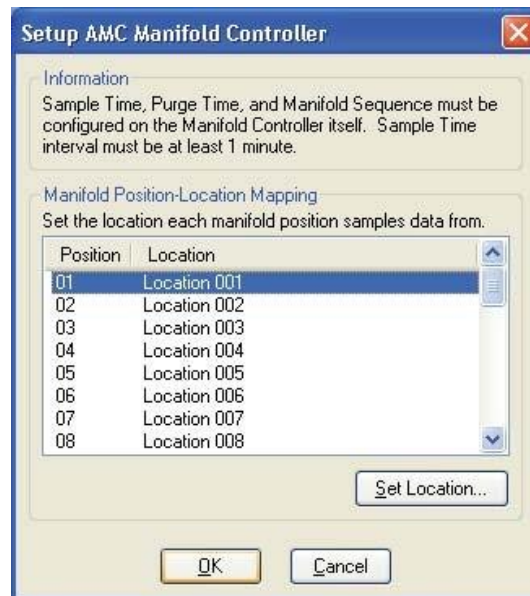 Setup AMC Manifold Controller
Information
Sample Time, Purge Time, and Manifold Sequence must be
configured on the Manifold Controller itself. Sample Time
interval must be at least 1 minute.
Manifold Position-Location Mapping
Set the location each manifold position samples data from.
Position Location
01 Location 001
02 Location 002
03 Location 003
04 Location 004
05 Location 005
06 Location 006
07 Location 007
08 Location 008
Set Location...
OK Cancel